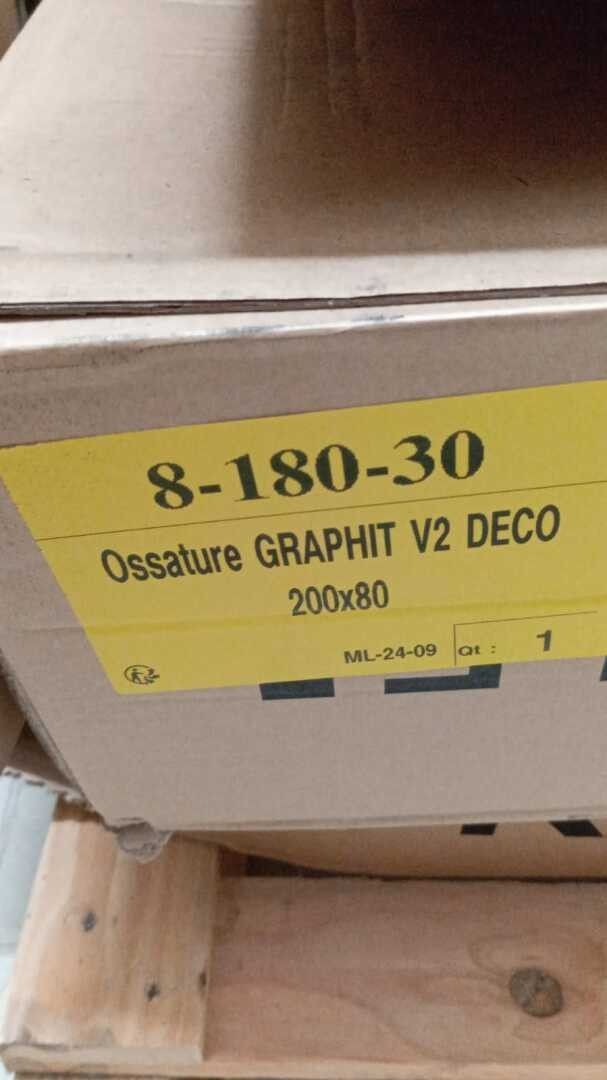 8-180-30
Ossature GRAPHIT V2 DECO
200x80
ML-24-09 Qt : 1